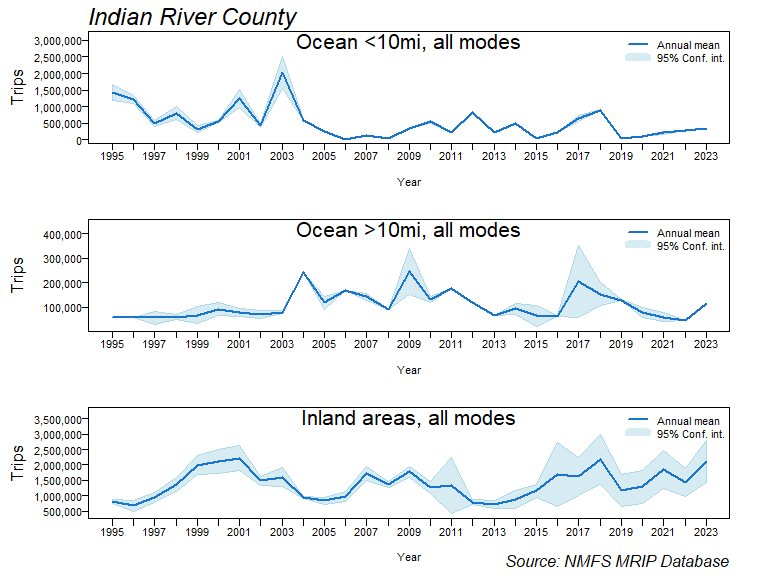 Indian River County
Ocean <10mi, all modes
Annual mean
95% Conf. int.
Trips
3,000,000
2,500,000
2,000,000
1,500,000
1,000,000
500,000
0
1995 1997 1999 2001 2003 2005 2007 2009 2011 2013 2015 2017 2019 2021 2023
Year
Ocean >10mi, all modes
Annual mean
95% Conf. int.
Trips
400,000
300,000
200,000
100,000
1995 1997 1999 2001 2003 2005 2007 2009 2011 2013 2015 2017 2019 2021 2023
Year
Inland areas, all modes
Annual mean
95% Conf. int.
Trips
3,500,000
3,000,000
2,500,000
2,000,000
1,500,000
1,000,000
500,000
1995 1997 1999 2001 2003 2005 2007 2009 2011 2013 2015 2017 2019 2021 2023
Year
Source: NMFS MRIP Database